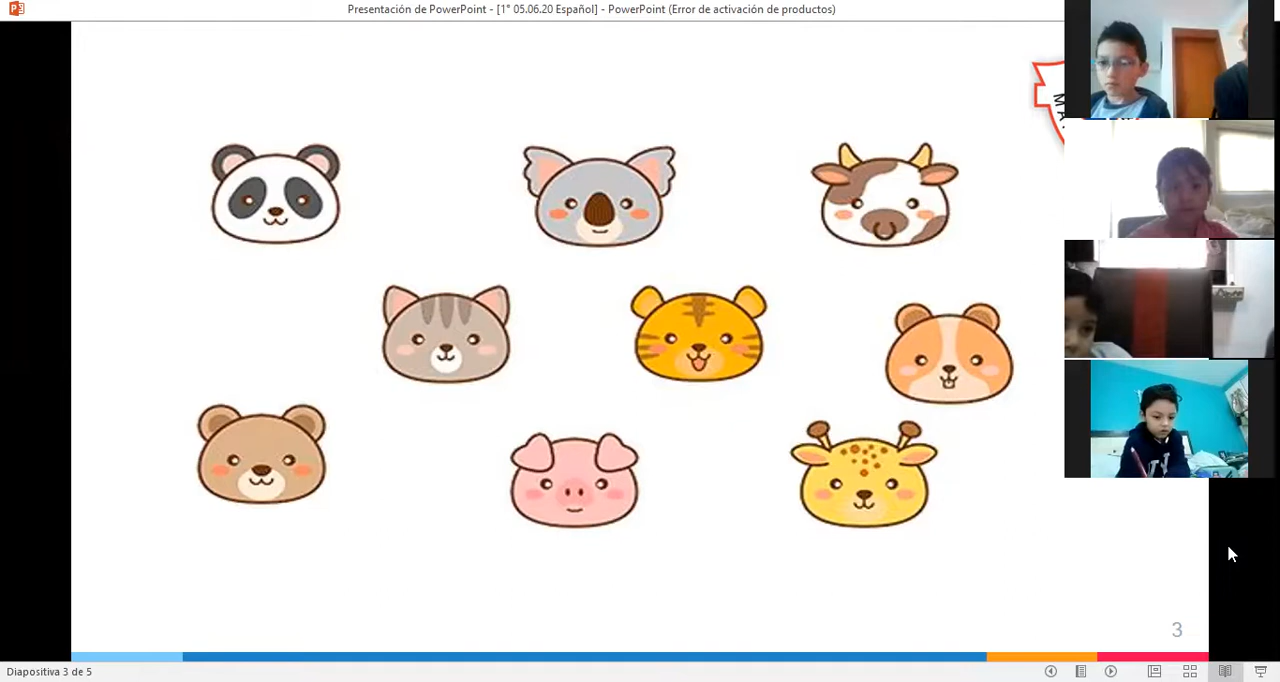 Presentación de PowerPoint - [1° 05.06.20 Español] - PowerPoint (Error de activación de productos)
3
Diapositiva 3 de 5